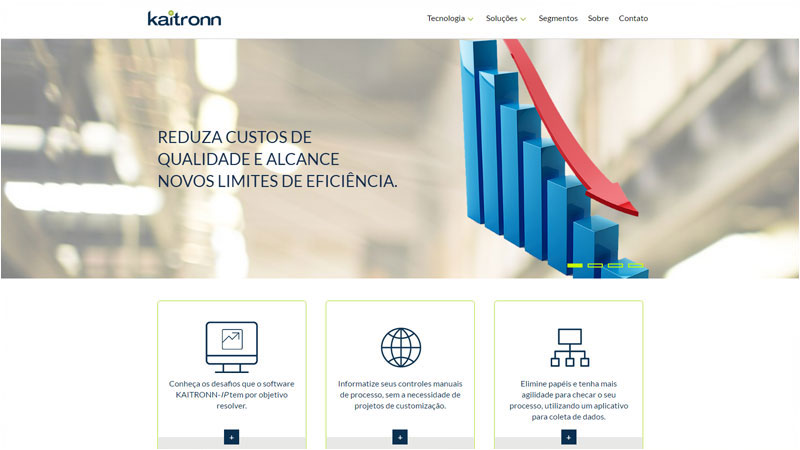 kaitronn
Tecnologia Soluções Segmentos Sobre Contato
REDUZA CUSTOS DE
QUALIDADE E ALCANCE
NOVOS LIMITES DE EFICIÊNCIA.
Conheça os desafios que o software
KAITRONN-IP tem por objetivo
resolver.
+
Informatize seus controles manuais
de processo, sem a necessidade de
projetos de customização.
+
Elimine papéis e tenha mais
agilidade para checar o seu
processo, utilizando um aplicativo
para coleta de dados.
+